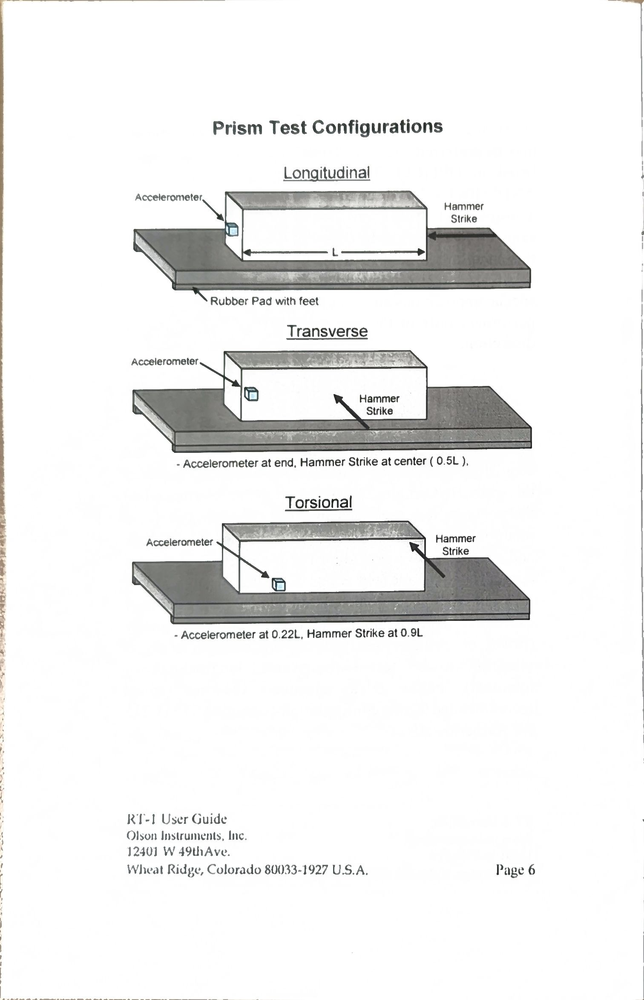 Prism Test Configurations
Longitudinal
Accelerometer
Hammer
Strike
L
Rubber Pad with feet
Transverse
Accelerometer
Hammer
Strike
- Accelerometer at end, Hammer Strike at center ( 0.5L ),
Torsional
Accelerometer
Hammer
Strike
- Accelerometer at 0.22L, Hammer Strike at 0.9L
RT-1 User Guide
Olson Instruments, Inc.
12401 W 49thAve.
Wheat Ridge, Colorado 80033-1927 U.S.A.
Page 6